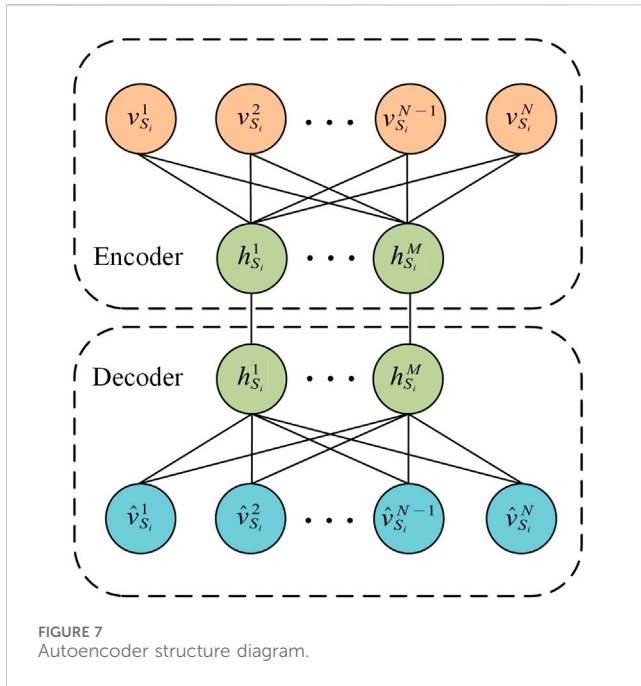 v_{S_i}^1 v_{S_i}^2 ··· v_{S_i}^{N-1} v_{S_i}^N
Encoder h_{S_i}^1 ··· h_{S_i}^M
Decoder h_{S_i}^1 ··· h_{S_i}^M
v̂_{S_i}^1 v̂_{S_i}^2 ··· v̂_{S_i}^{N-1} v̂_{S_i}^N
FIGURE 7
Autoencoder structure diagram.